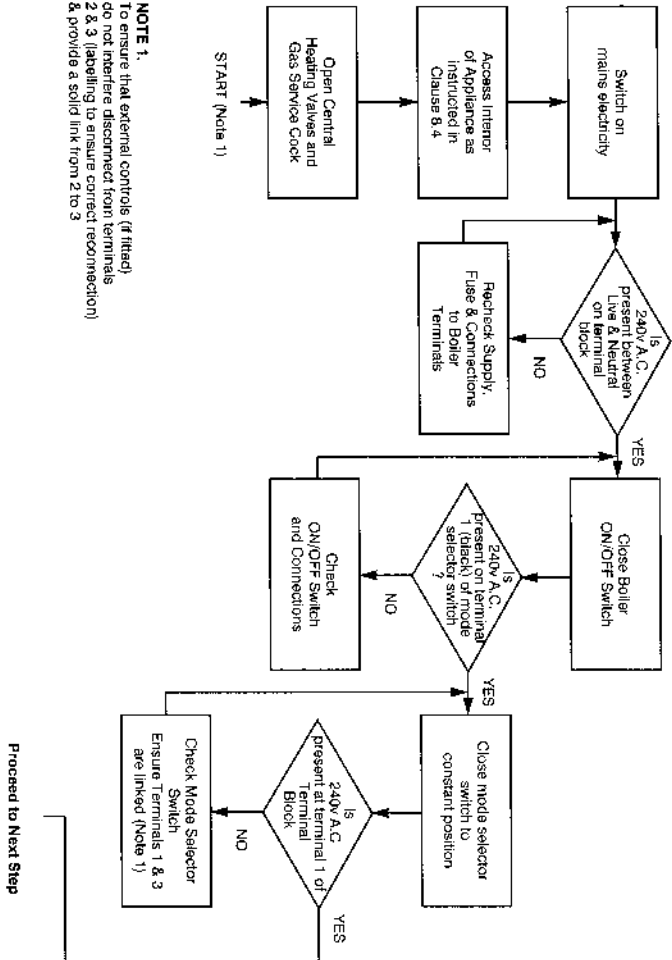 START (Note 1)
Open Central
Heating Valves and
Gas Service Cock
Access Interior
of Appliance as
instructed in
Clause 8.4
Switch on
mains electricity
Is
240v A.C.
present between
Live & Neutral
on terminal
block
NO
YES
Recheck Supply,
Fuse & Connections
to Boiler
Terminals
Close Boiler
ON/OFF Switch
Is
240v A.C.
present on terminal
1 (black) of mode
selector switch
?
NO
YES
Check
ON/OFF Switch
and Connections
Close mode selector
switch to
constant position
Is
240v A.C
present at terminal 1 of
Terminal
Block
NO
YES
Check Mode Selector
Switch
Ensure Terminals 1 & 3
are linked (Note 1)
NOTE 1.
To ensure that external controls (if fitted)
do not interfere disconnect from terminals
2 & 3 (labelling to ensure correct reconnection)
& provide a solid link from 2 to 3
Proceed to Next Step